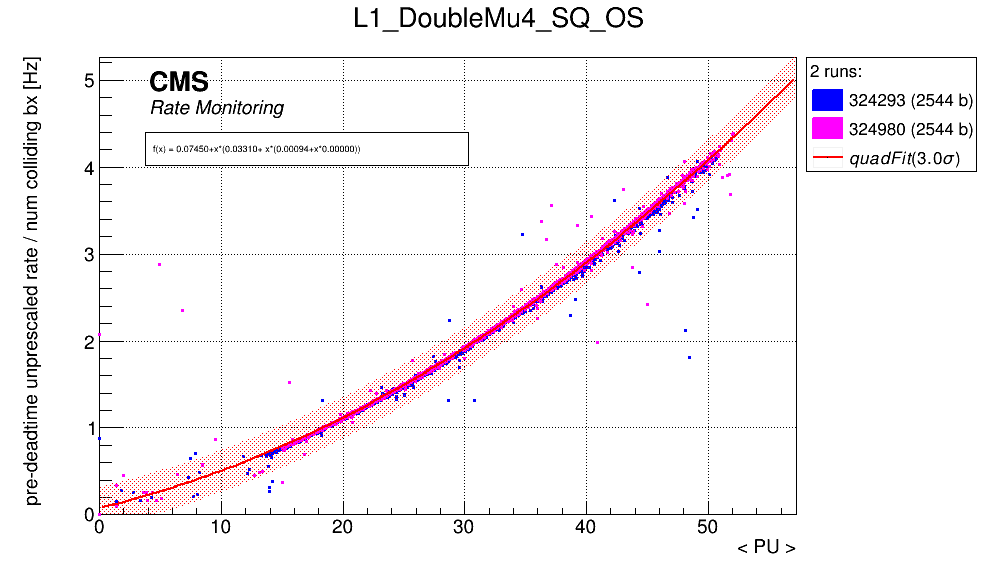 L1_DoubleMu4_SQ_OS
pre-deadtime unprescaled rate / num colliding bx [Hz]
CMS
Rate Monitoring
f(x) = 0.07450+x*(0.03310+ x*(0.00094+x*0.00000))
5
4
3
2
1
0
0 10 20 30 40 50
< PU >
2 runs:
324293 (2544 b)
324980 (2544 b)
quadFit(3.0σ)